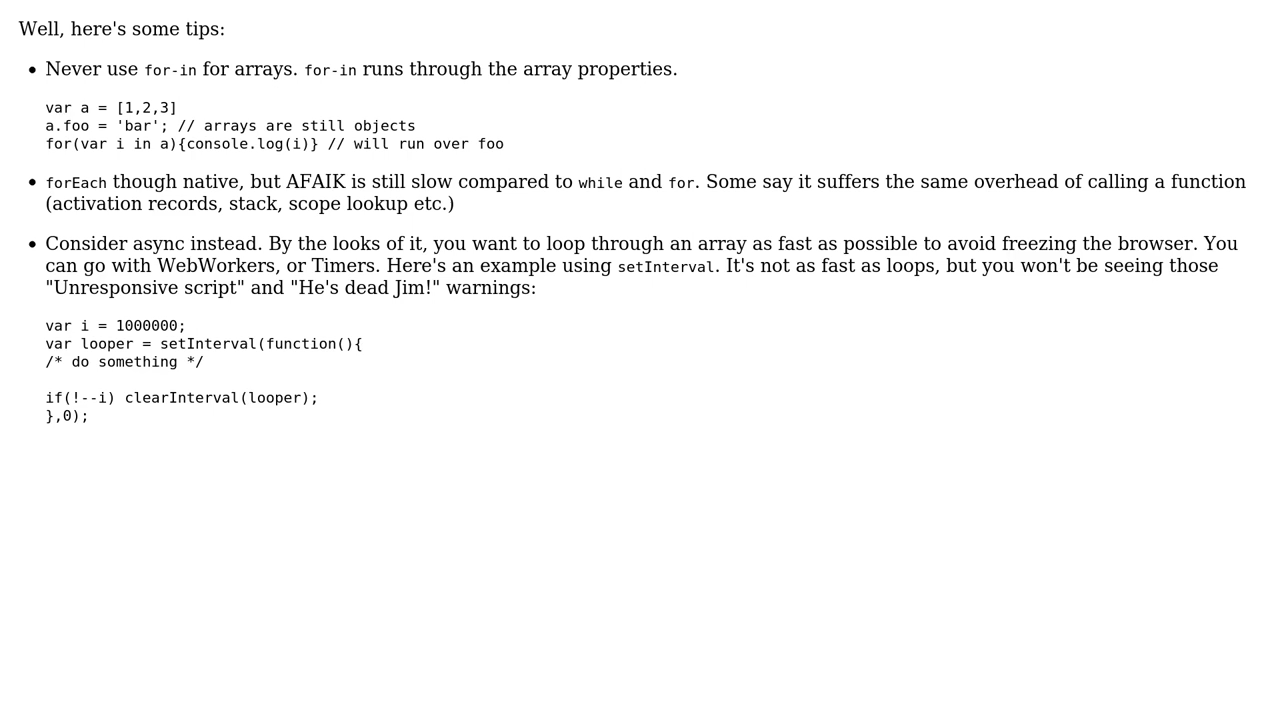 Well, here's some tips:
• Never use for-in for arrays. for-in runs through the array properties.
var a = [1,2,3]
a.foo = 'bar'; // arrays are still objects
for(var i in a){console.log(i)} // will run over foo
• forEach though native, but AFAIK is still slow compared to while and for. Some say it suffers the same overhead of calling a function
(activation records, stack, scope lookup etc.)
• Consider async instead. By the looks of it, you want to loop through an array as fast as possible to avoid freezing the browser. You
can go with WebWorkers, or Timers. Here's an example using setInterval. It's not as fast as loops, but you won't be seeing those
"Unresponsive script" and "He's dead Jim!" warnings:
var i = 1000000;
var looper = setInterval(function(){
/* do something */
if(!--i) clearInterval(looper);
},0);